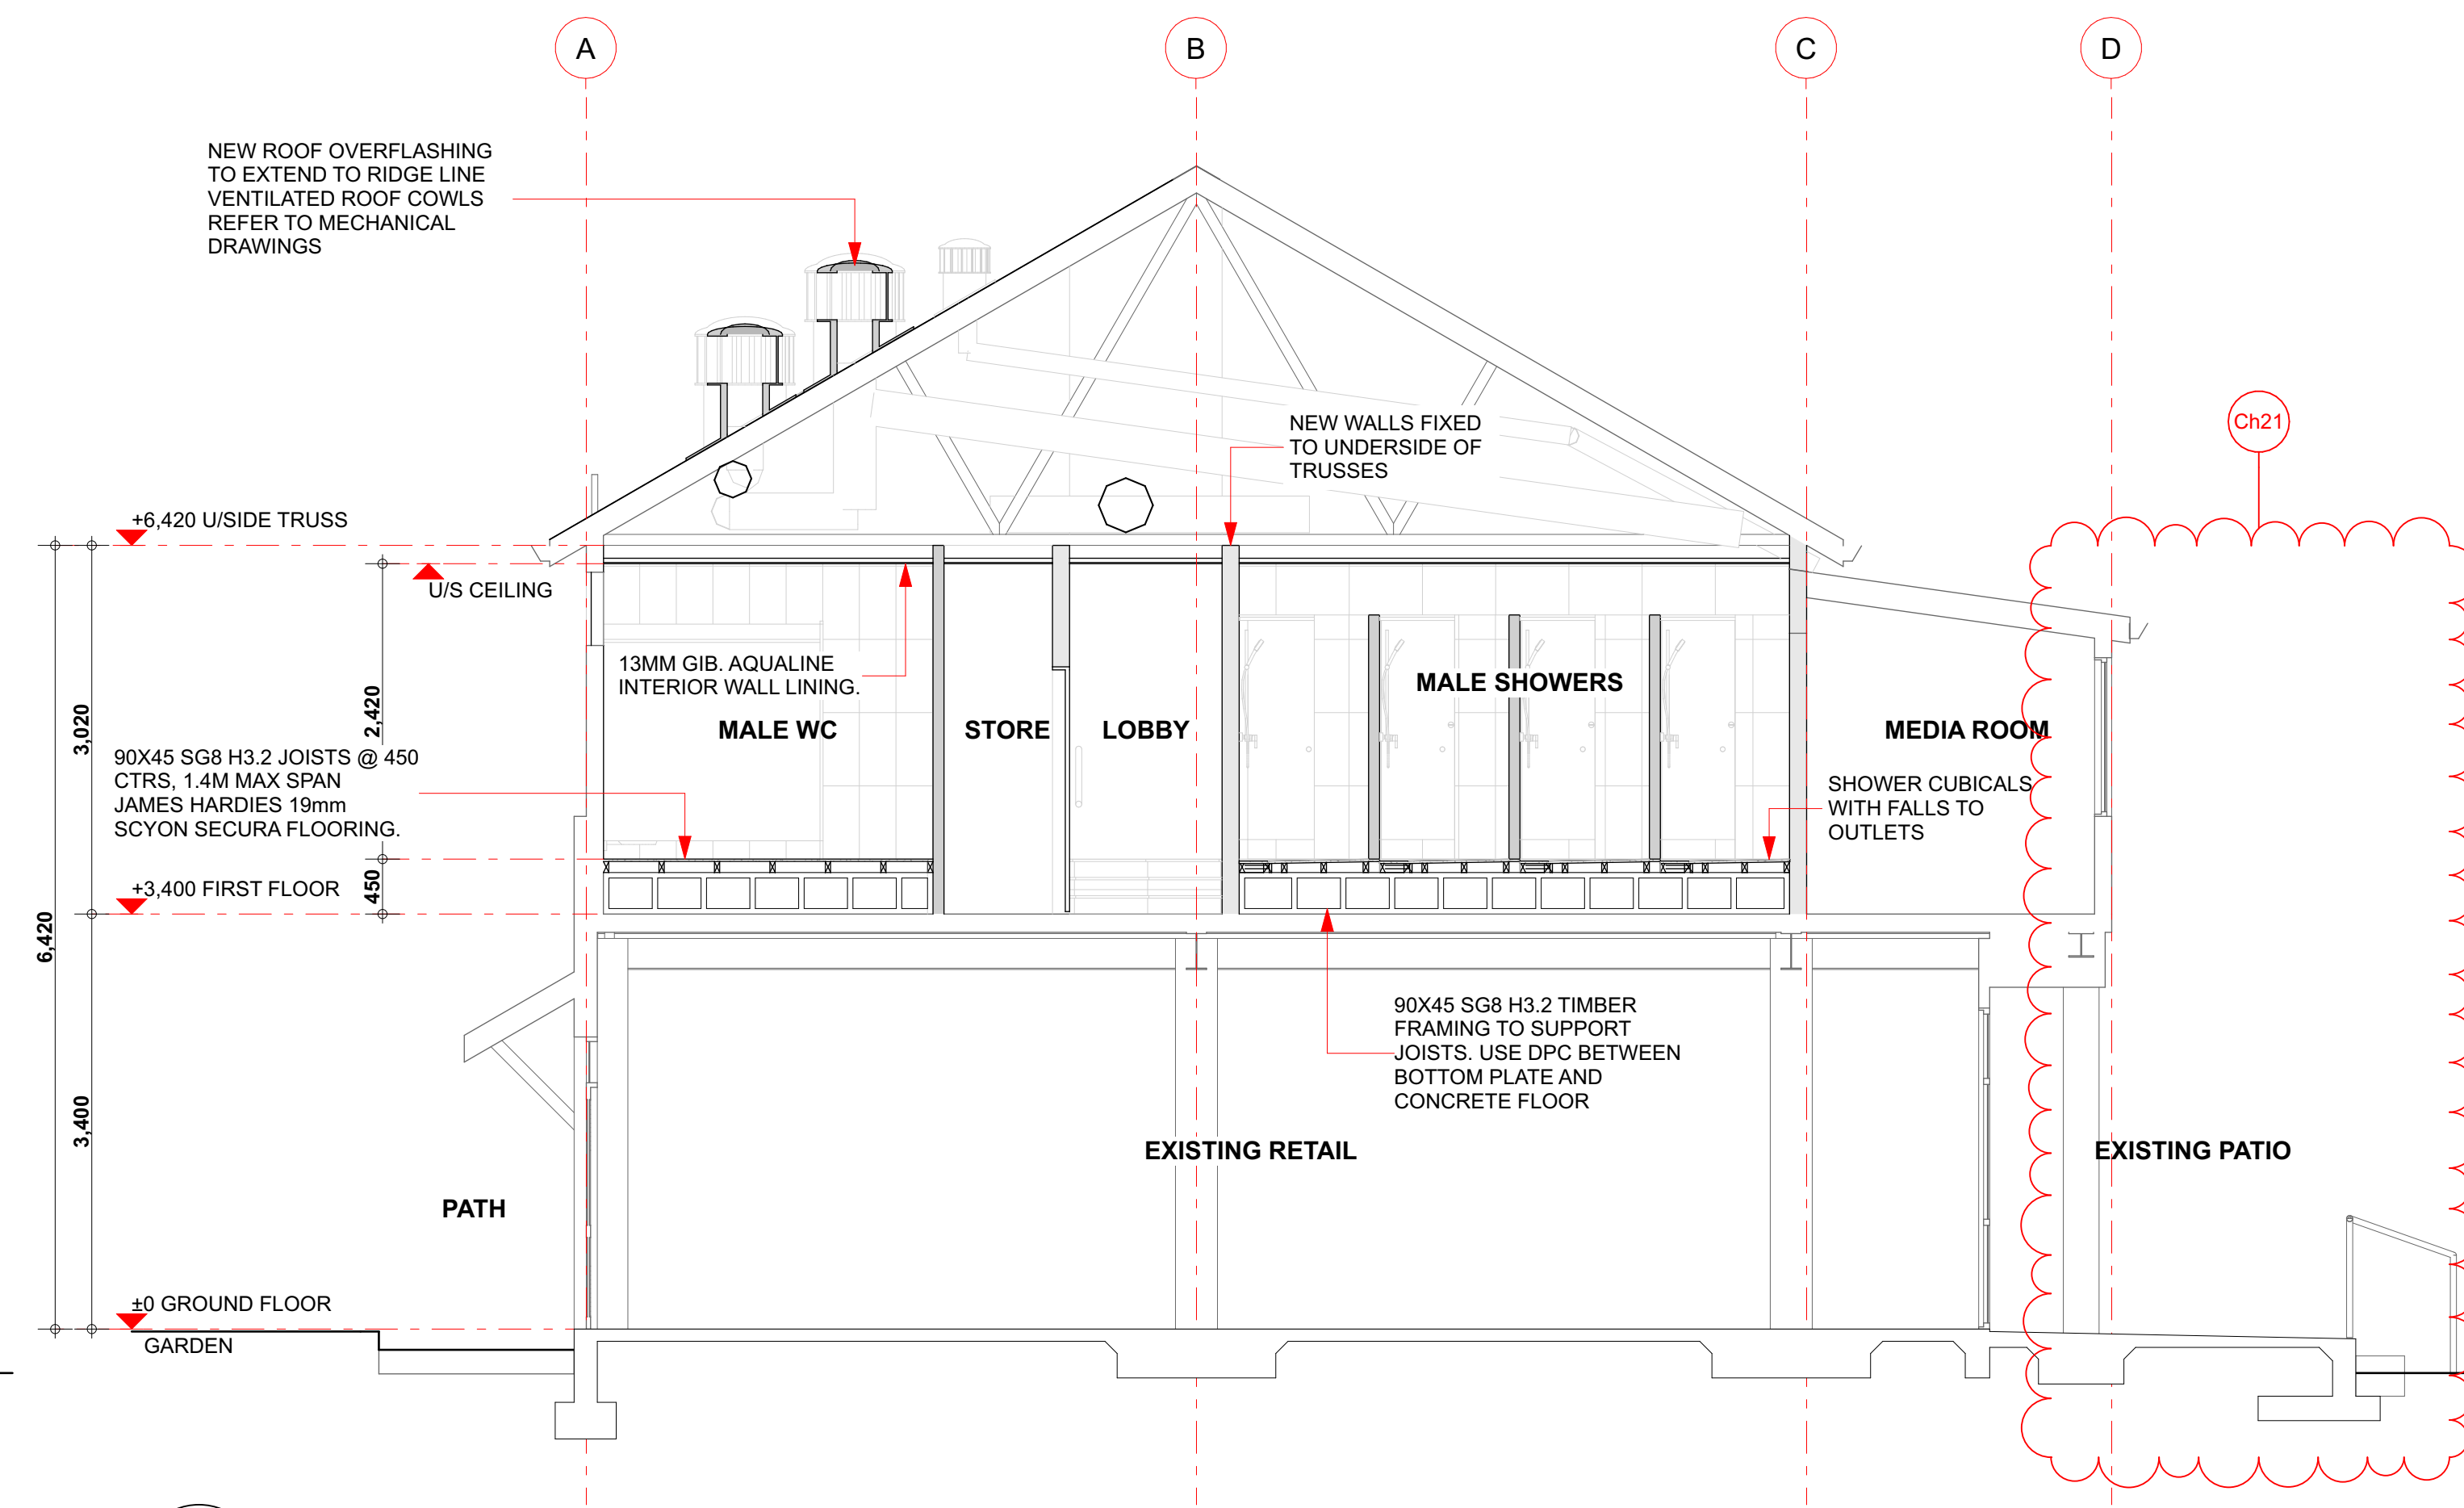 A
B
C
D
NEW ROOF OVERFLASHING
TO EXTEND TO RIDGE LINE
VENTILATED ROOF COWLS
REFER TO MECHANICAL
DRAWINGS
Ch21
NEW WALLS FIXED
TO UNDERSIDE OF
TRUSSES
+6,420 U/SIDE TRUSS
U/S CEILING
13MM GIB. AQUALINE
INTERIOR WALL LINING.
MALE SHOWERS
MALE WC
STORE
LOBBY
MEDIA ROOM
3,020
2,420
90X45 SG8 H3.2 JOISTS @ 450
CTRS, 1.4M MAX SPAN
JAMES HARDIES 19mm
SCYON SECURA FLOORING.
SHOWER CUBICALS
WITH FALLS TO
OUTLETS
+3,400 FIRST FLOOR
450
6,420
90X45 SG8 H3.2 TIMBER
FRAMING TO SUPPORT
JOISTS. USE DPC BETWEEN
BOTTOM PLATE AND
CONCRETE FLOOR
3,400
EXISTING RETAIL
EXISTING PATIO
PATH
±0 GROUND FLOOR
GARDEN